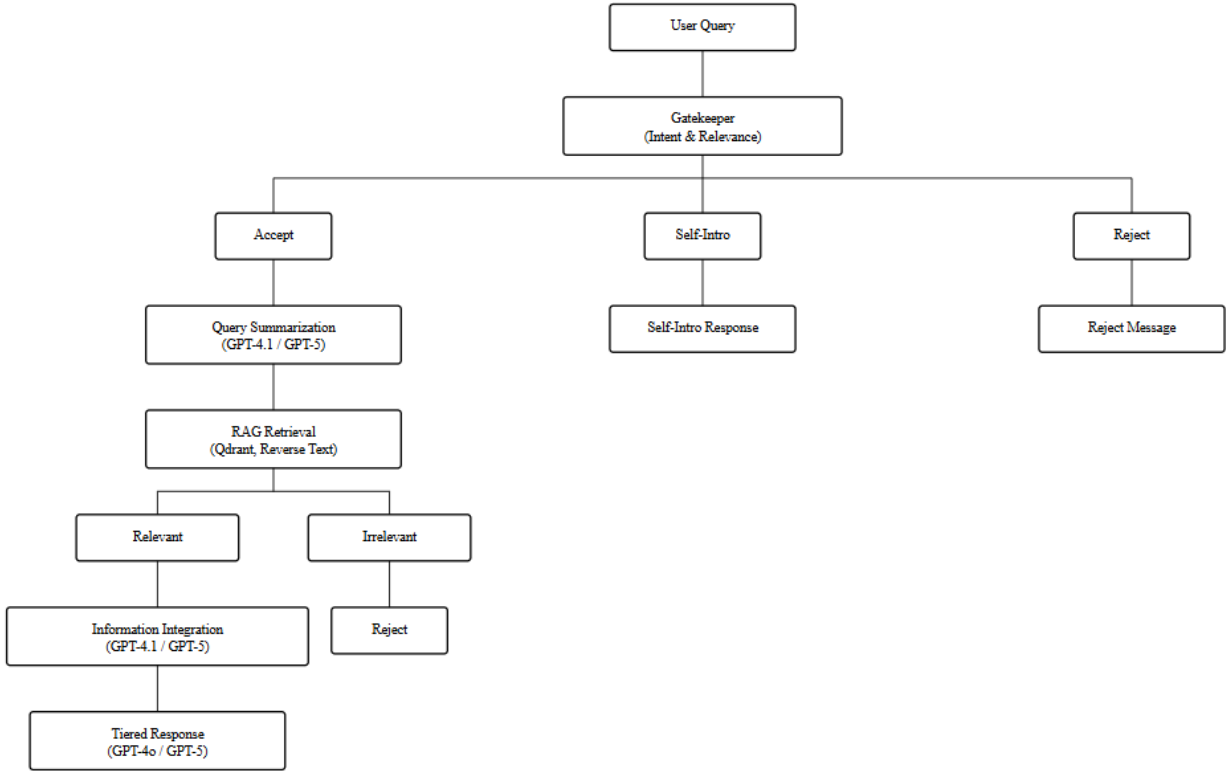 User Query
Gatekeeper
(Intent & Relevance)
Accept
Self-Intro
Reject
Query Summarization
(GPT-4.1 / GPT-5)
Self-Intro Response
Reject Message
RAG Retrieval
(Qdrant, Reverse Text)
Relevant
Irrelevant
Information Integration
(GPT-4.1 / GPT-5)
Reject
Tiered Response
(GPT-4o / GPT-5)